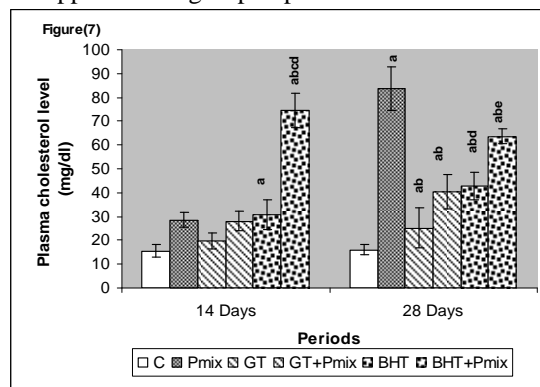 Figure(7)
Plasma cholesterol level
(mg/dl)
100
90
80
70
60
50
40
30
20
10
0
a
abcd
a
ab
ab
abd
abe
14 Days
28 Days
Periods
C Pmix GT GT+Pmix BHT BHT+Pmix